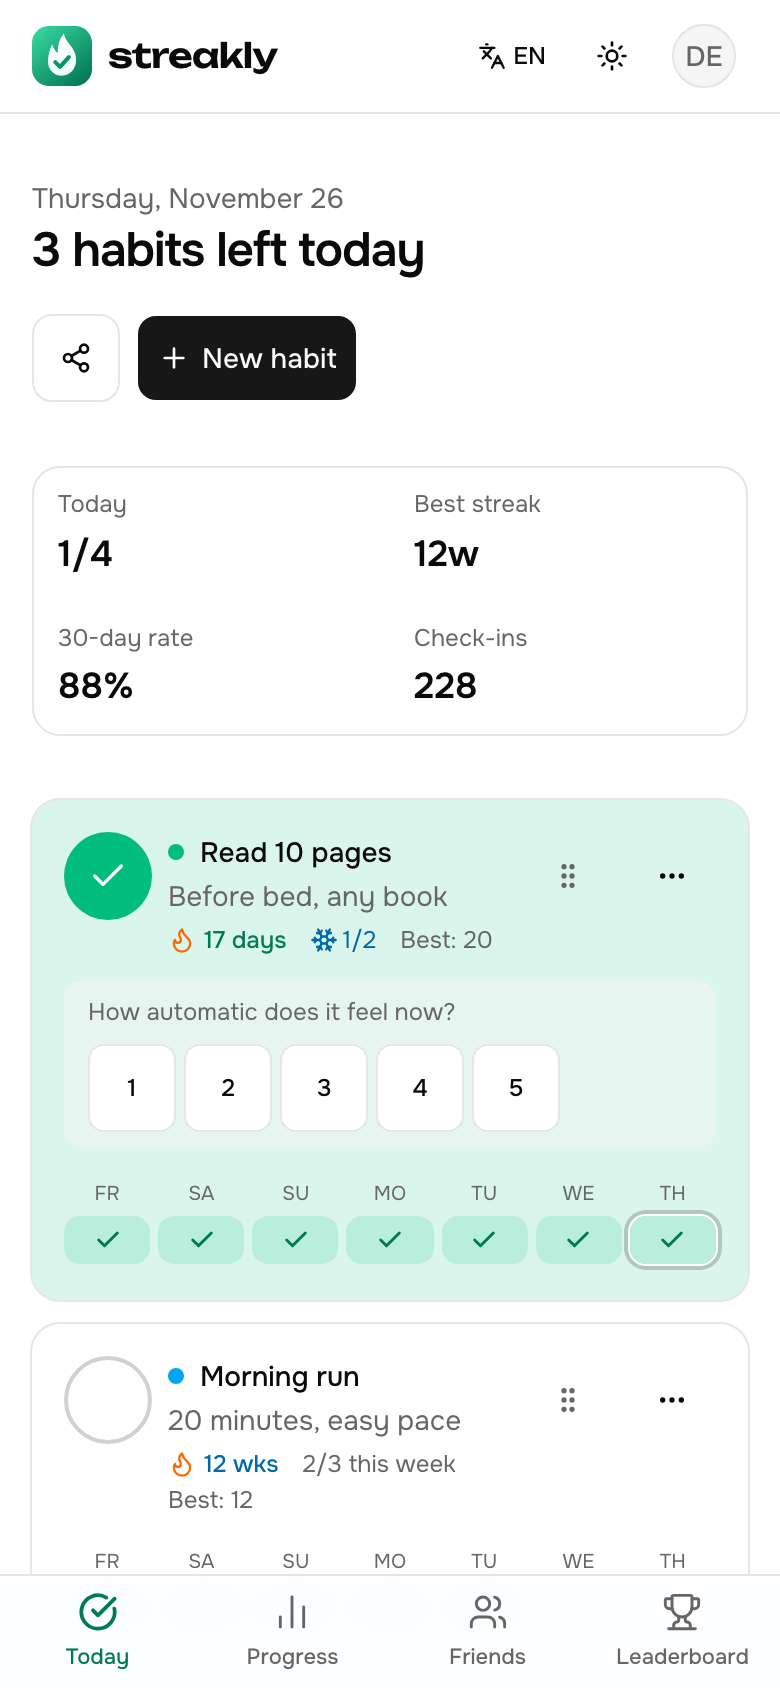 streakly
EN
DE
Thursday, November 26
3 habits left today
New habit
Today
Best streak
1/4
12w
30-day rate
Check-ins
88%
228
Read 10 pages
Before bed, any book
17 days 1/2 Best: 20
How automatic does it feel now?
1 2 3 4 5
FR SA SU MO TU WE TH
Morning run
20 minutes, easy pace
12 wks 2/3 this week
Best: 12
FR SA SU MO TU WE TH
Today Progress Friends Leaderboard